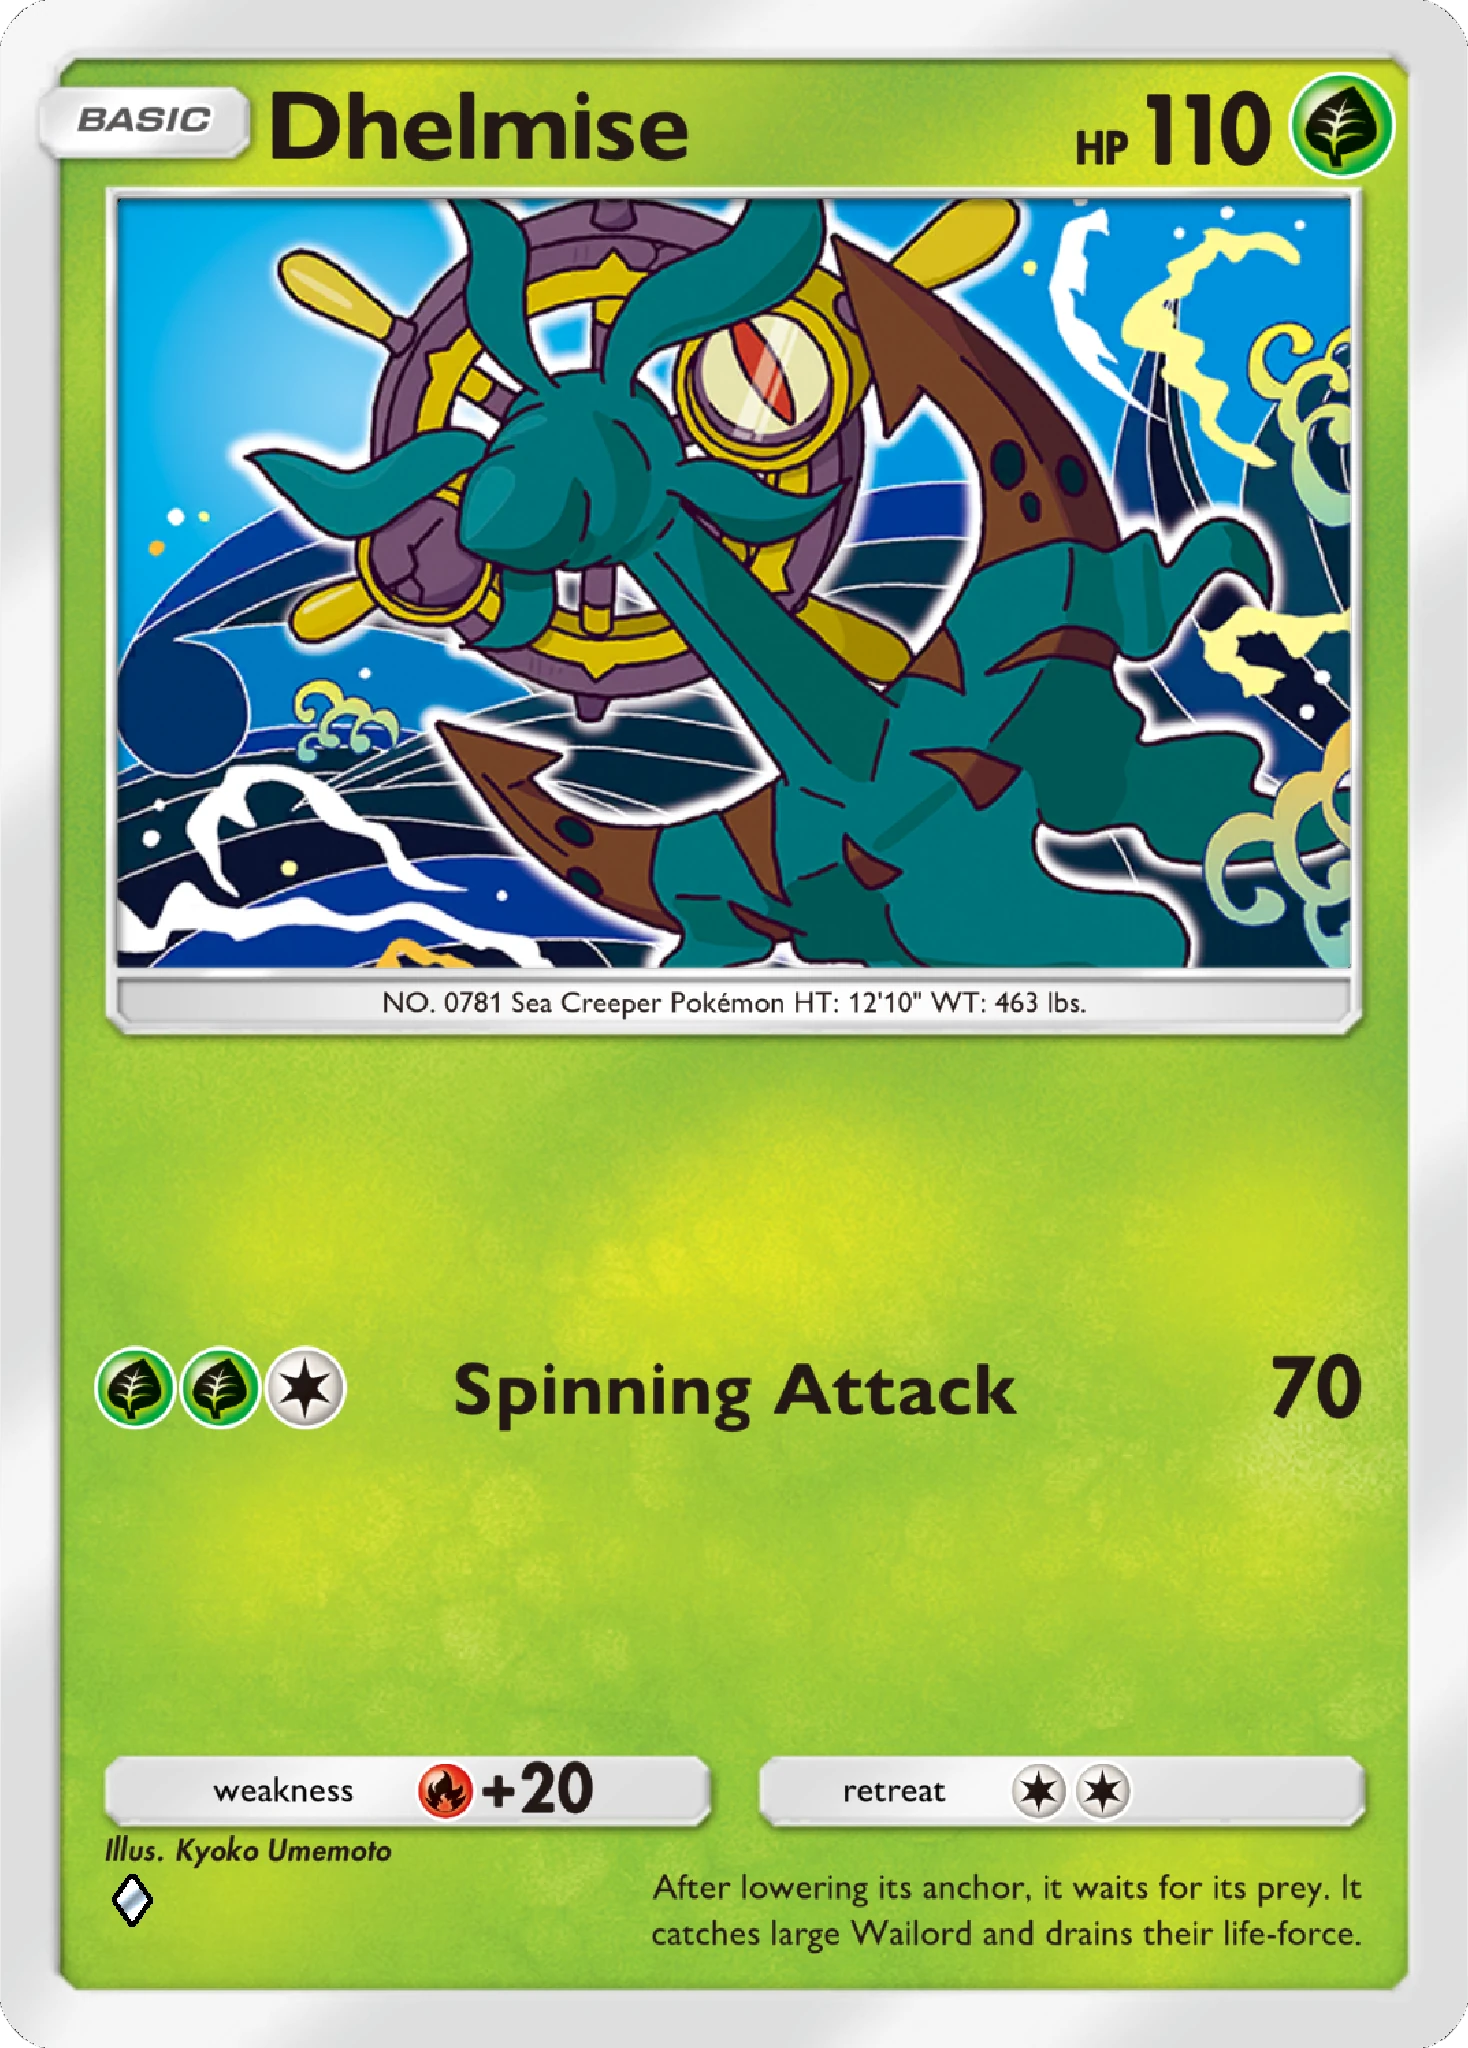 BASIC Dhelmise HP 110
NO. 0781 Sea Creeper Pokémon HT: 12'10" WT: 463 lbs.
Spinning Attack 70
weakness +20 retreat
Illus. Kyoko Umemoto
After lowering its anchor, it waits for its prey. It
catches large Wailord and drains their life-force.